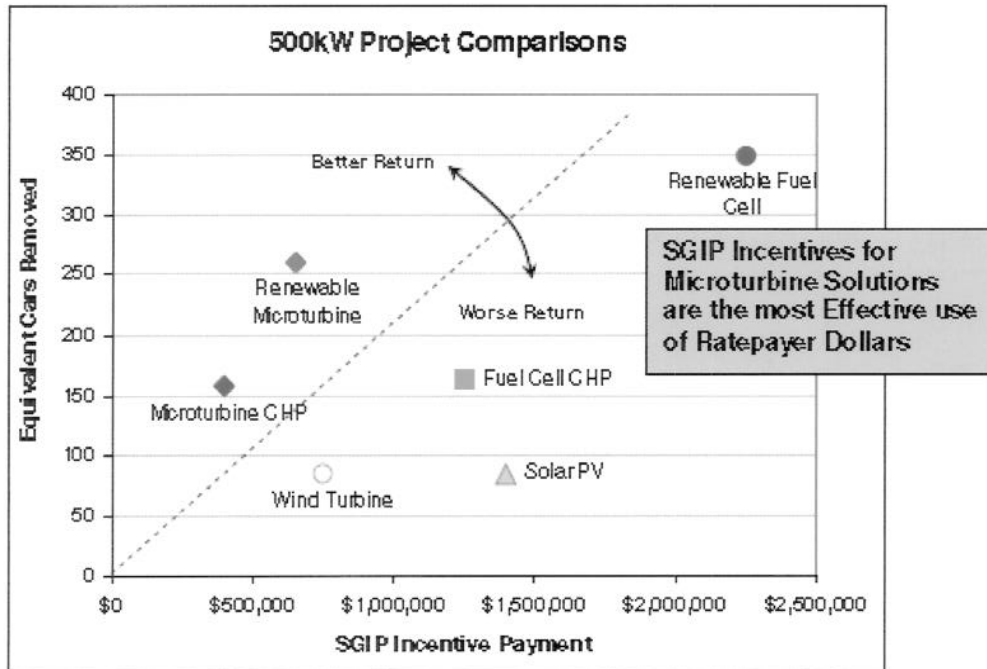 500kW Project Comparisons
Equivalent Cars Removed
400
350
300
250
200
150
100
50
0
Better Return
Worse Return
Renewable Fuel
Cell
Renewable
Microturbine
Microturbine CHP
Fuel Cell CHP
Wind Turbine
Solar PV
SGIP Incentives for
Microturbine Solutions
are the most Effective use
of Ratepayer Dollars
$0
$500,000
$1,000,000
$1,500,000
$2,000,000
$2,500,000
SGIP Incentive Payment